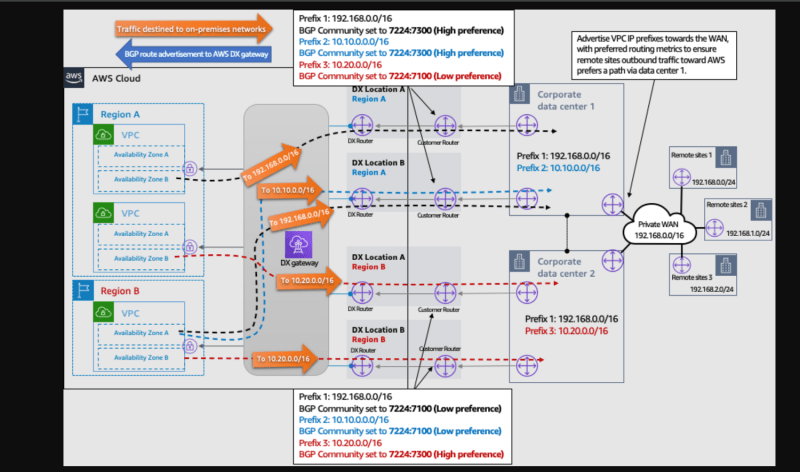 Traffic destined to on-premises networks
BGP route advertisement to AWS DX gateway
Prefix 1: 192.168.0.0/16
BGP Community set to 7224:7300 (High preference)
Prefix 2: 10.10.0.0.0/16
BGP Community set to 7224:7300 (High preference)
Prefix 3: 10.20.0.0/16
BGP Community set to 7224:7100 (Low preference)
Advertise VPC IP prefixes towards the WAN,
with preferred routing metrics to ensure
remote sites outbound traffic toward AWS
prefers a path via data center 1.
aws
AWS Cloud
Region A
VPC
Availability Zone A
Availability Zone B
VPC
Availability Zone A
Availability Zone B
Region B
VPC
Availability Zone A
Availability Zone B
To 192.168.0.0/16
To 10.10.0.0/16
To 192.168.0.0/16
DX gateway
To 10.20.0.0/16
To 10.20.0.0/16
DX Location A
Region A
DX Router
Customer Router
DX Location B
Region A
DX Router
Customer Router
DX Location A
Region B
DX Router
Customer Router
DX Location B
Region B
DX Router
Customer Router
Corporate
data center 1
Prefix 1: 192.168.0.0/16
Prefix 2: 10.10.0.0/16
Corporate
data center 2
Prefix 1: 192.168.0.0/16
Prefix 3: 10.20.0.0/16
Private WAN
192.168.0.0/16
Remote sites 1
192.168.0.0/24
Remote sites 2
192.168.1.0/24
Remote sites 3
192.168.2.0/24
Prefix 1: 192.168.0.0/16
BGP Community set to 7224:7100 (Low preference)
Prefix 2: 10.10.0.0.0/16
BGP Community set to 7224:7100 (Low preference)
Prefix 3: 10.20.0.0/16
BGP Community set to 7224:7300 (High preference)